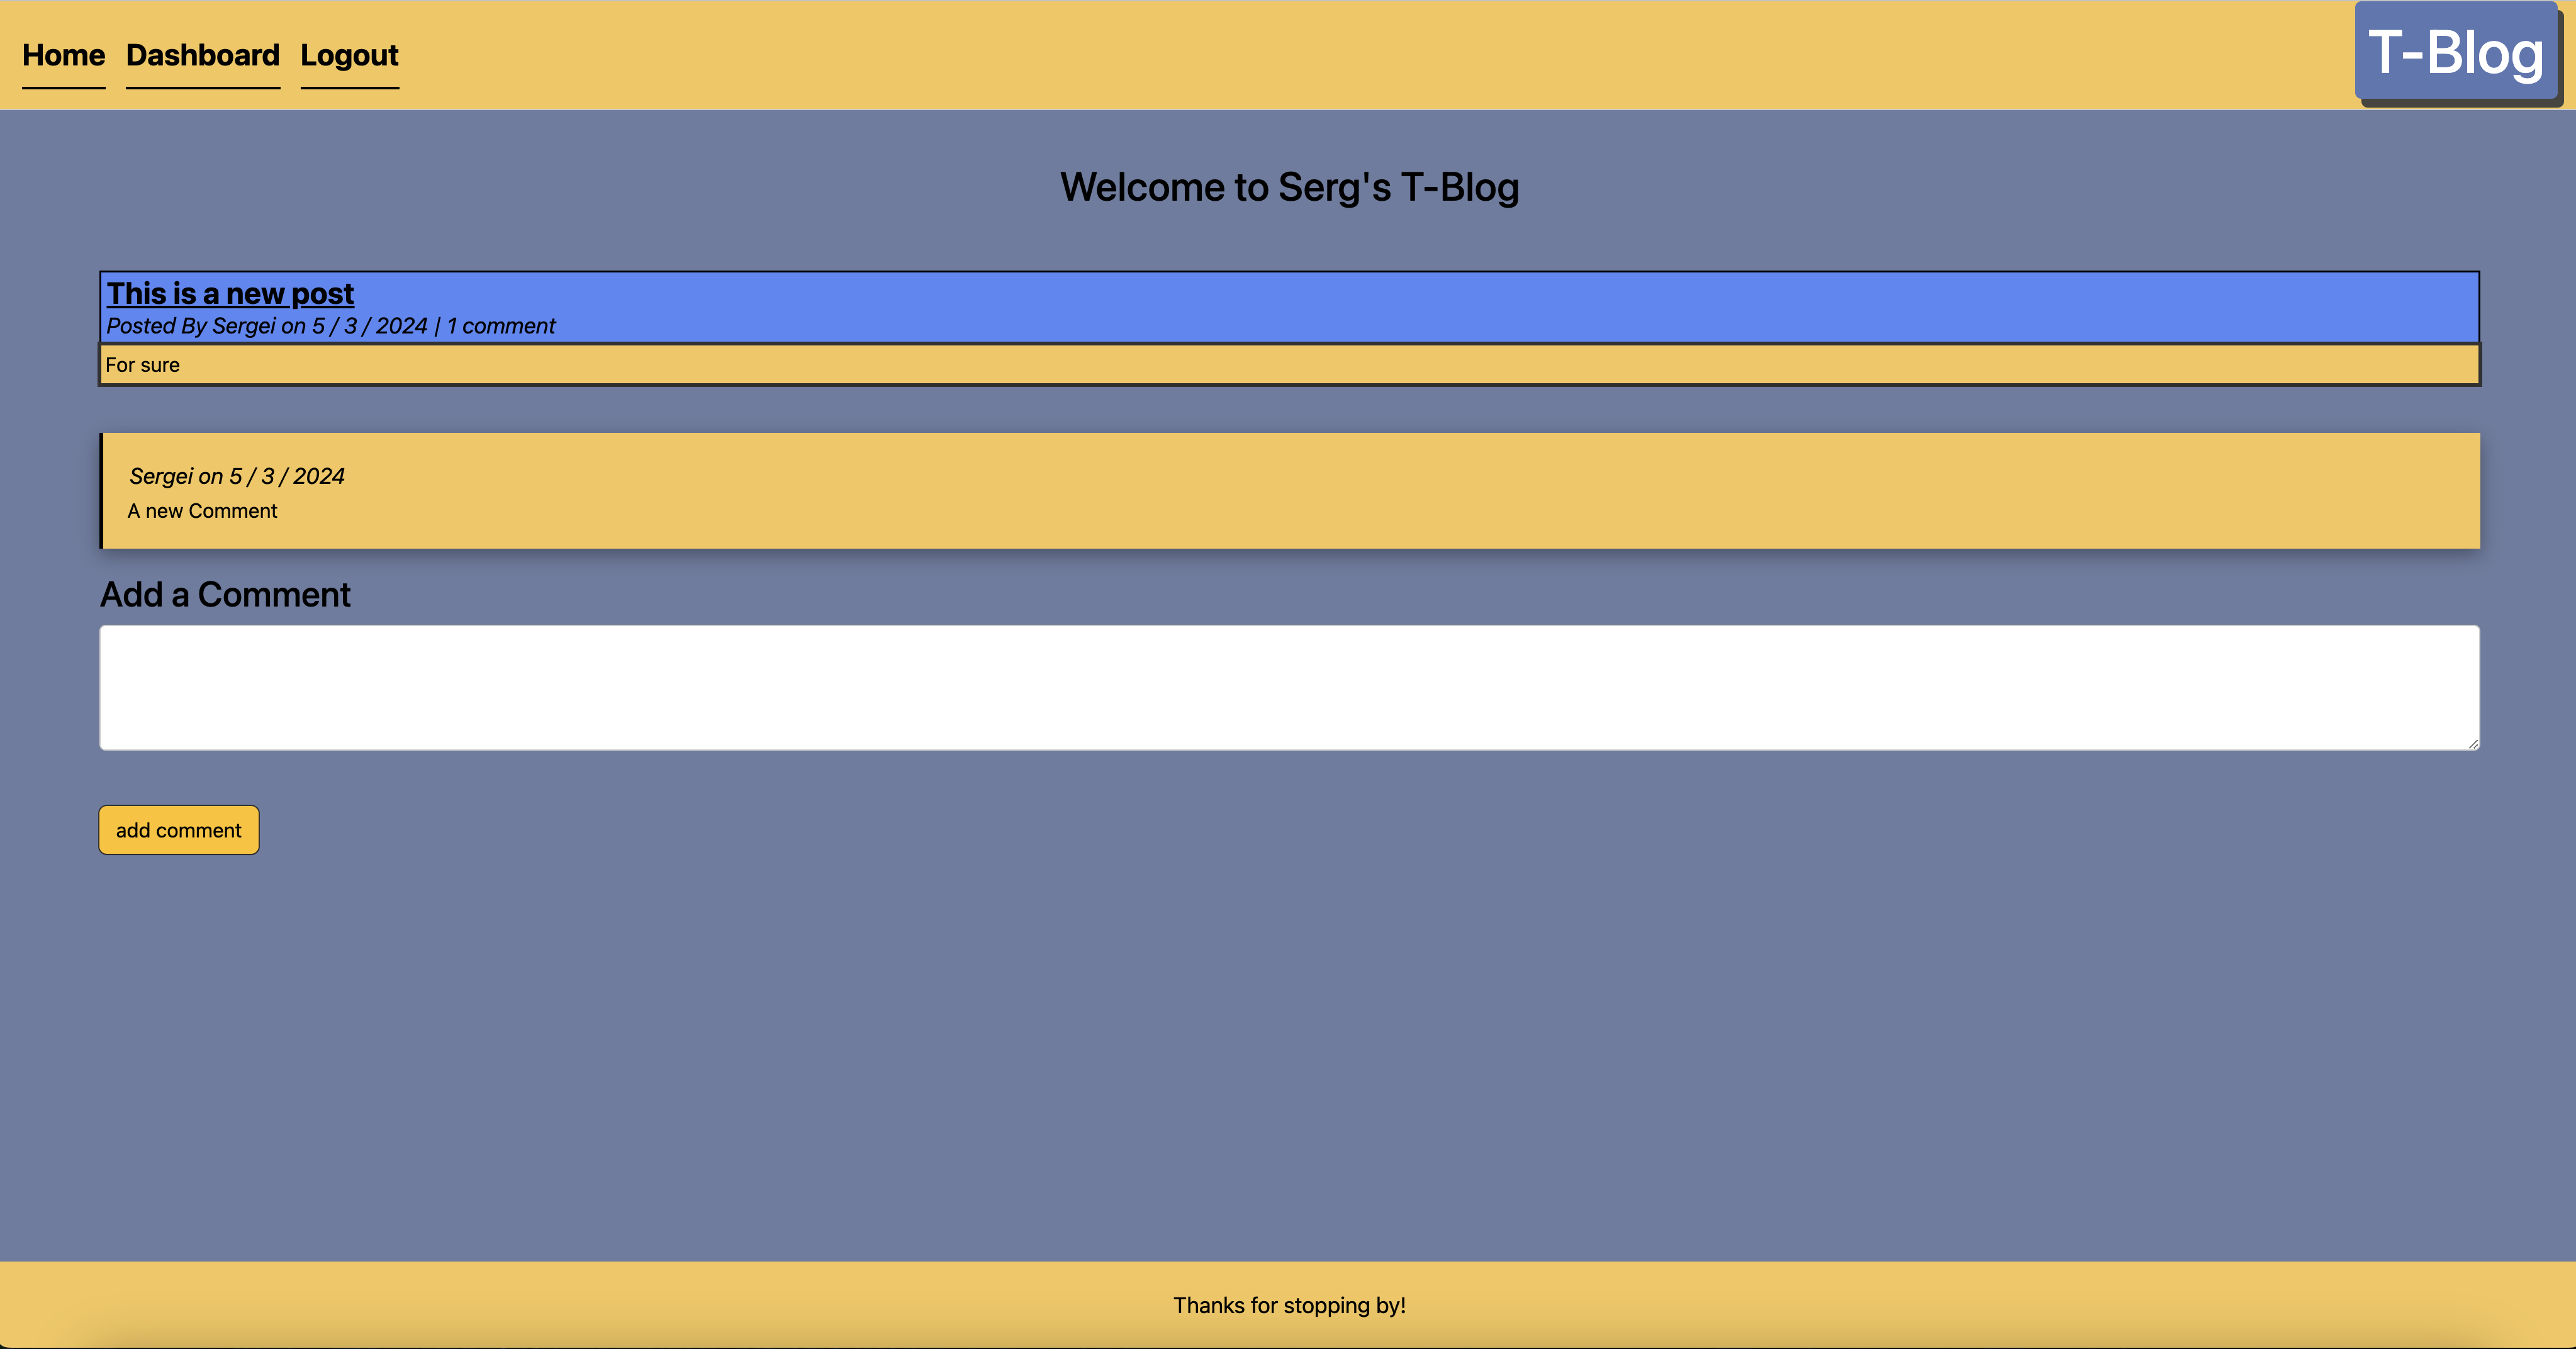 Home Dashboard Logout
T-Blog
Welcome to Serg's T-Blog
This is a new post
Posted By Sergei on 5 / 3 / 2024 | 1 comment
For sure
Sergei on 5 / 3 / 2024
A new Comment
Add a Comment
add comment
Thanks for stopping by!